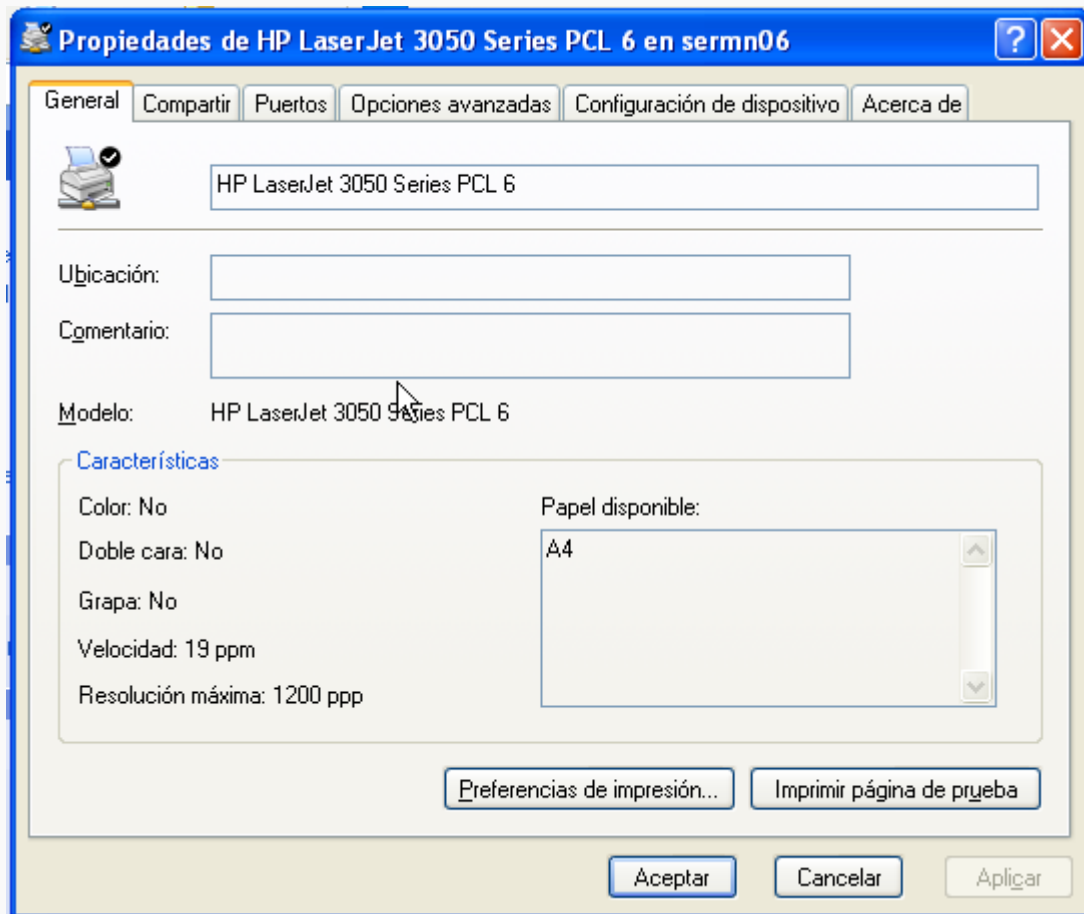 Propiedades de HP LaserJet 3050 Series PCL 6 en sermn06
General Compartir Puertos Opciones avanzadas Configuración de dispositivo Acerca de
HP LaserJet 3050 Series PCL 6
Ubicación:
Comentario:
Modelo: HP LaserJet 3050 Series PCL 6
Características
Color: No
Papel disponible:
Doble cara: No
A4
Grapa: No
Velocidad: 19 ppm
Resolución máxima: 1200 ppp
Preferencias de impresión... Imprimir página de prueba
Aceptar Cancelar Aplicar